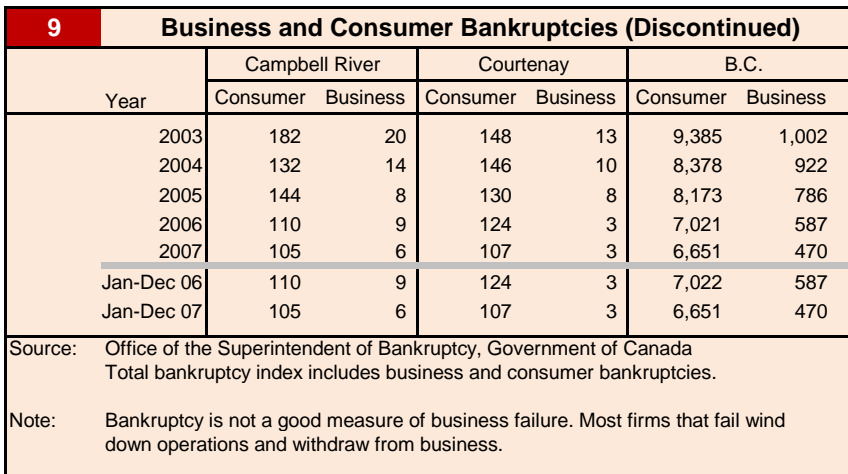 9 Business and Consumer Bankruptcies (Discontinued)
Campbell River Courtenay B.C.
Year Consumer Business Consumer Business Consumer Business
2003 182 20 148 13 9,385 1,002
2004 132 14 146 10 8,378 922
2005 144 8 130 8 8,173 786
2006 110 9 124 3 7,021 587
2007 105 6 107 3 6,651 470
Jan-Dec 06 110 9 124 3 7,022 587
Jan-Dec 07 105 6 107 3 6,651 470
Source: Office of the Superintendent of Bankruptcy, Government of Canada
Total bankruptcy index includes business and consumer bankruptcies.
Note: Bankruptcy is not a good measure of business failure. Most firms that fail wind
down operations and withdraw from business.